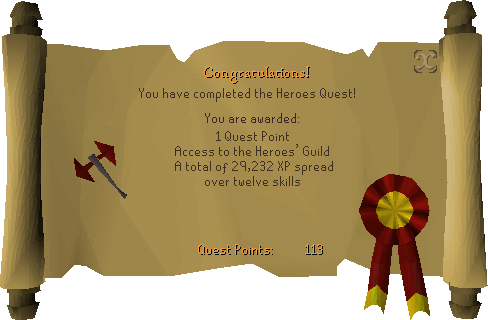 Congratulations!
You have completed the Heroes Quest!
You are awarded:
1 Quest Point
Access to the Heroes' Guild
A total of 29,232 XP spread
over twelve skills
Quest Points: 113